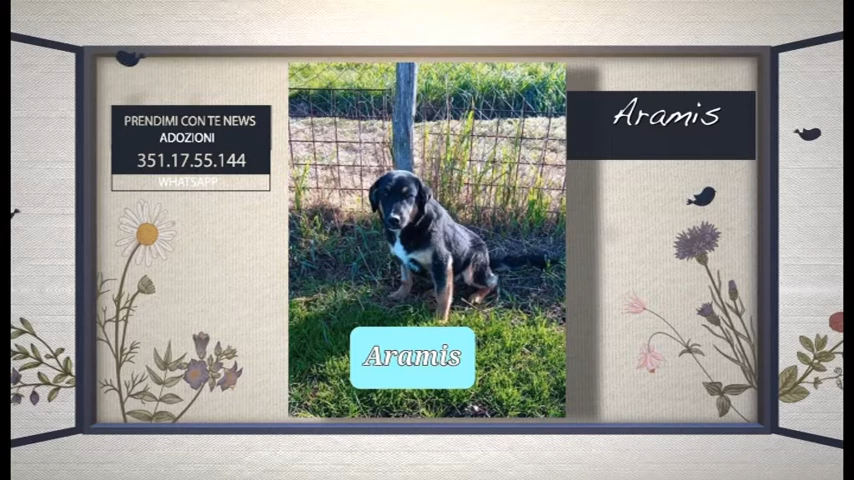 PRENDIMI CON TE NEWS
ADOZIONI
351.17.55.144
WHATSAPP
Aramis
Aramis